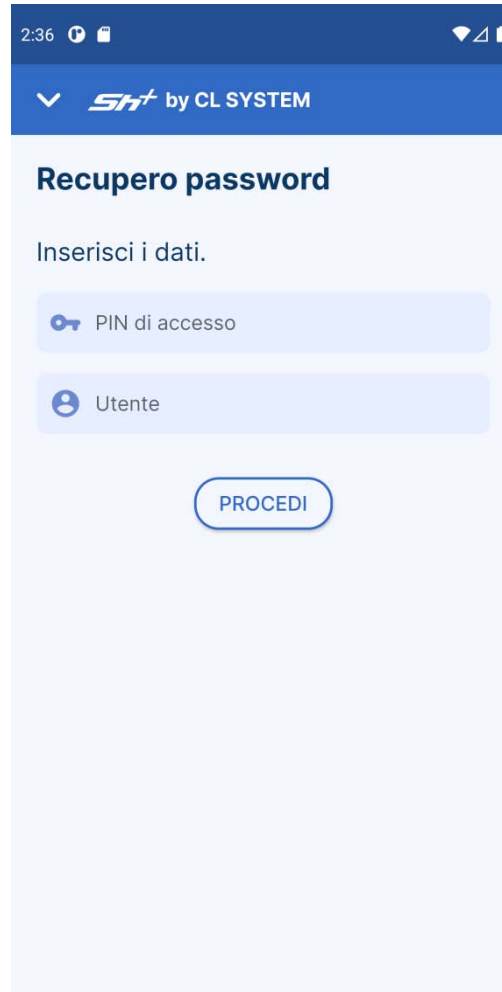 2:36
Sh+ by CL SYSTEM
Recupero password
Inserisci i dati.
PIN di accesso
Utente
PROCEDI